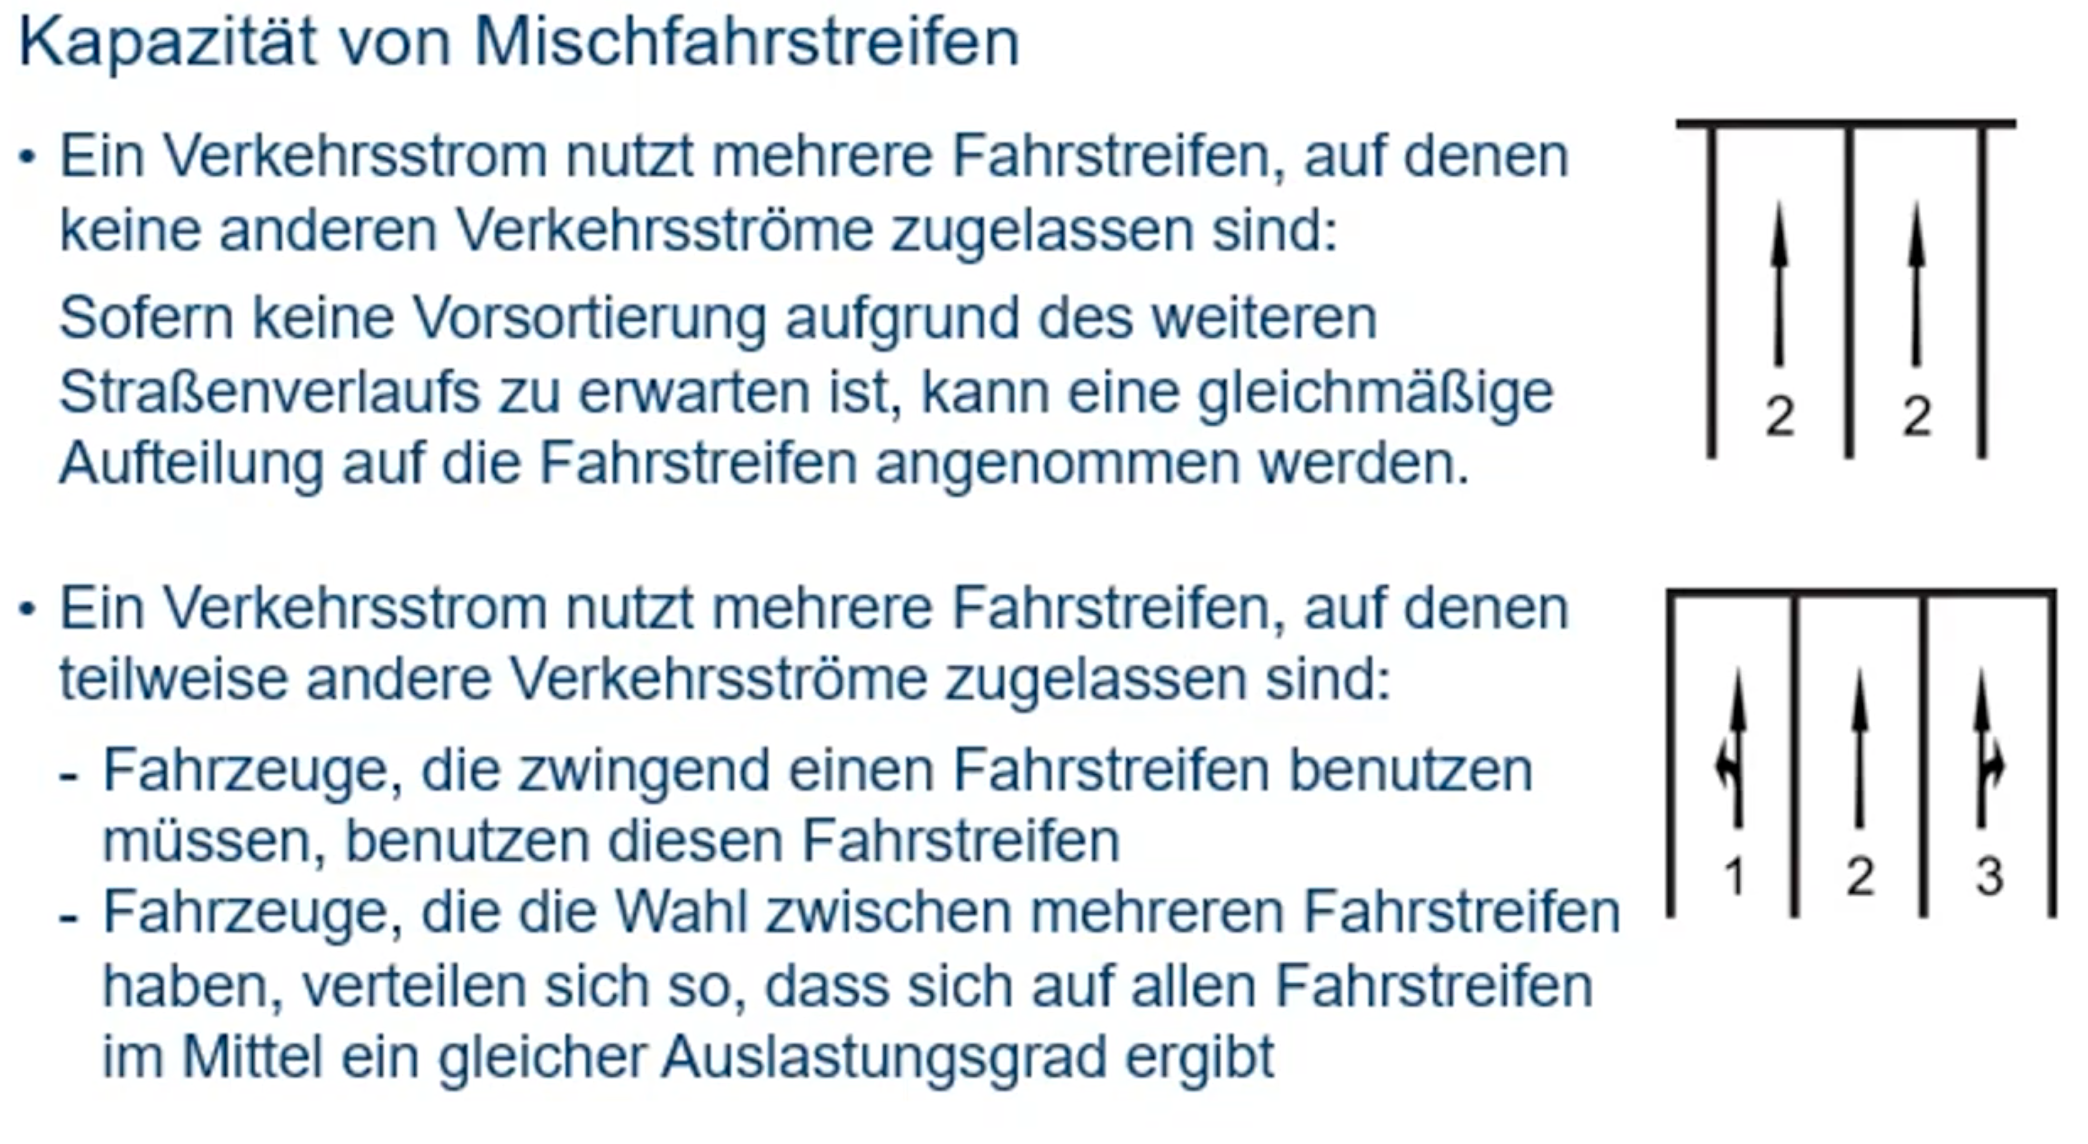 Kapazität von Mischfahrstreifen
• Ein Verkehrsstrom nutzt mehrere Fahrstreifen, auf denen
keine anderen Verkehrsströme zugelassen sind:
Sofern keine Vorsortierung aufgrund des weiteren
Straßenverlaufs zu erwarten ist, kann eine gleichmäßige
Aufteilung auf die Fahrstreifen angenommen werden.
2 2
• Ein Verkehrsstrom nutzt mehrere Fahrstreifen, auf denen
teilweise andere Verkehrsströme zugelassen sind:
- Fahrzeuge, die zwingend einen Fahrstreifen benutzen
müssen, benutzen diesen Fahrstreifen
- Fahrzeuge, die die Wahl zwischen mehreren Fahrstreifen
haben, verteilen sich so, dass sich auf allen Fahrstreifen
im Mittel ein gleicher Auslastungsgrad ergibt
1 2 3